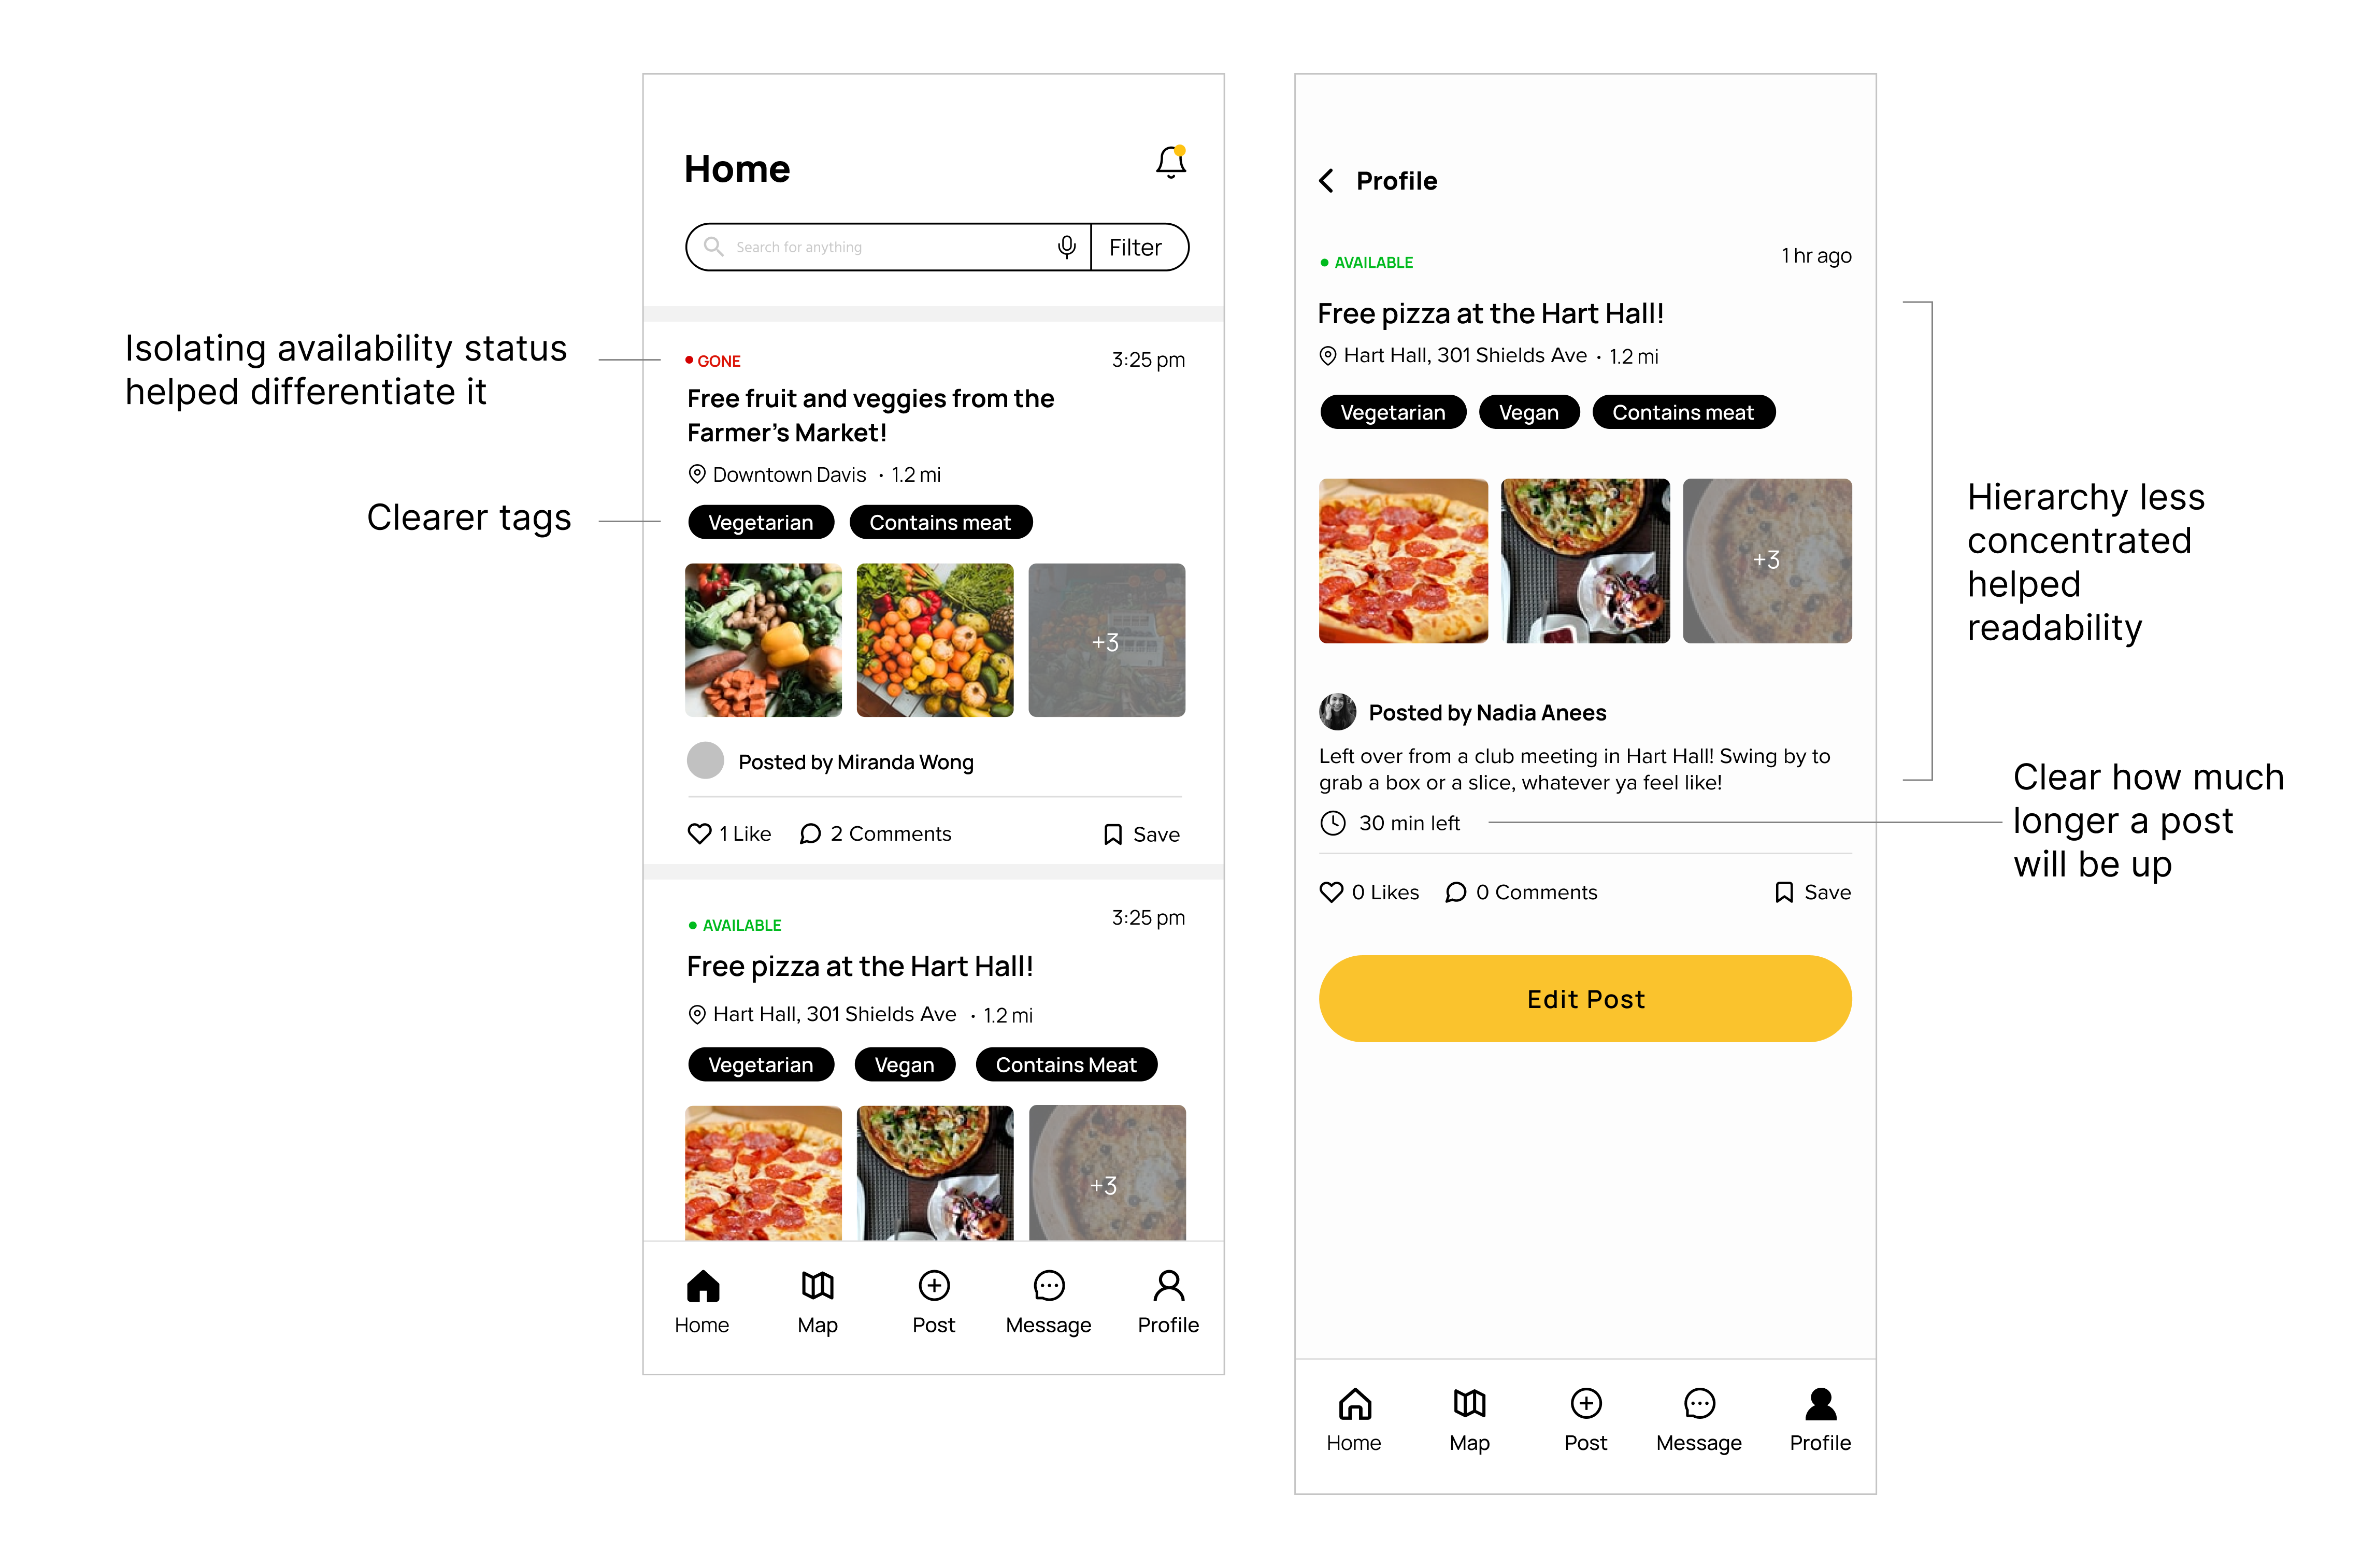 Isolating availability status
helped differentiate it
Clearer tags
Home
Search for anything
Filter
GONE
3:25 pm
Free fruit and veggies from the
Farmer's Market!
Downtown Davis · 1.2 mi
Vegetarian
Contains meat
+3
Posted by Miranda Wong
1 Like
2 Comments
Save
AVAILABLE
3:25 pm
Free pizza at the Hart Hall!
Hart Hall, 301 Shields Ave · 1.2 mi
Vegetarian
Vegan
Contains Meat
+3
Home
Map
Post
Message
Profile
Profile
AVAILABLE
1 hr ago
Free pizza at the Hart Hall!
Hart Hall, 301 Shields Ave · 1.2 mi
Vegetarian
Vegan
Contains meat
+3
Posted by Nadia Anees
Left over from a club meeting in Hart Hall! Swing by to
grab a box or a slice, whatever ya feel like!
30 min left
0 Likes
0 Comments
Save
Edit Post
Home
Map
Post
Message
Profile
Hierarchy less
concentrated
helped
readability
Clear how much
longer a post
will be up